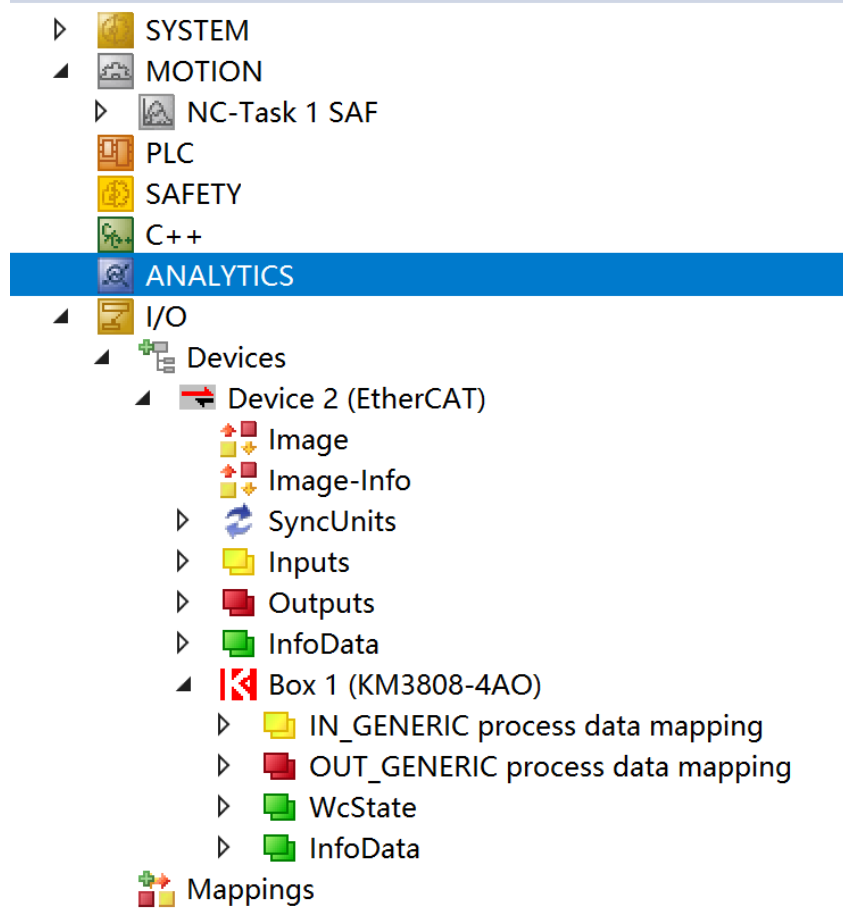 SYSTEM
MOTION
NC-Task 1 SAF
PLC
SAFETY
C++
ANALYTICS
I/O
Devices
Device 2 (EtherCAT)
Image
Image-Info
SyncUnits
Inputs
Outputs
InfoData
Box 1 (KM3808-4AO)
IN_GENERIC process data mapping
OUT_GENERIC process data mapping
WcState
InfoData
Mappings